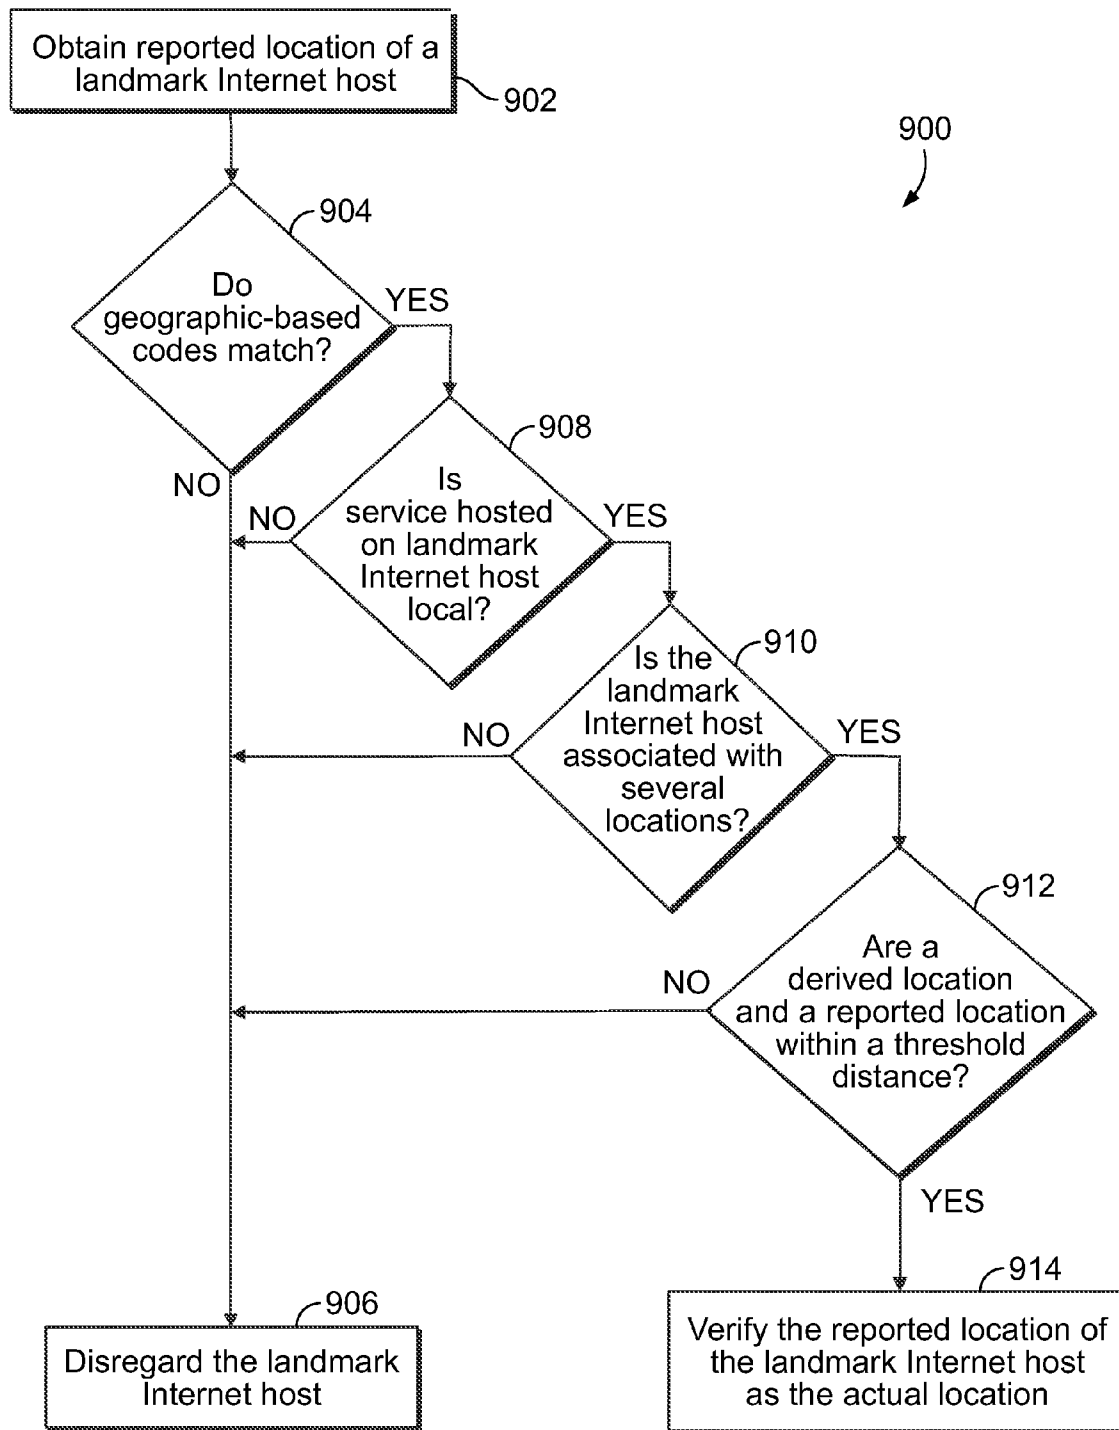 Obtain reported location of a
landmark Internet host
902
900
904
Do
geographic-based
codes match?
YES
NO
908
Is
service hosted
on landmark
Internet host
local?
NO
YES
910
Is the
landmark
Internet host
associated with
several
locations?
NO
YES
912
Are a
derived location
and a reported location
within a threshold
distance?
NO
YES
906
Disregard the landmark
Internet host
914
Verify the reported location of
the landmark Internet host
as the actual location